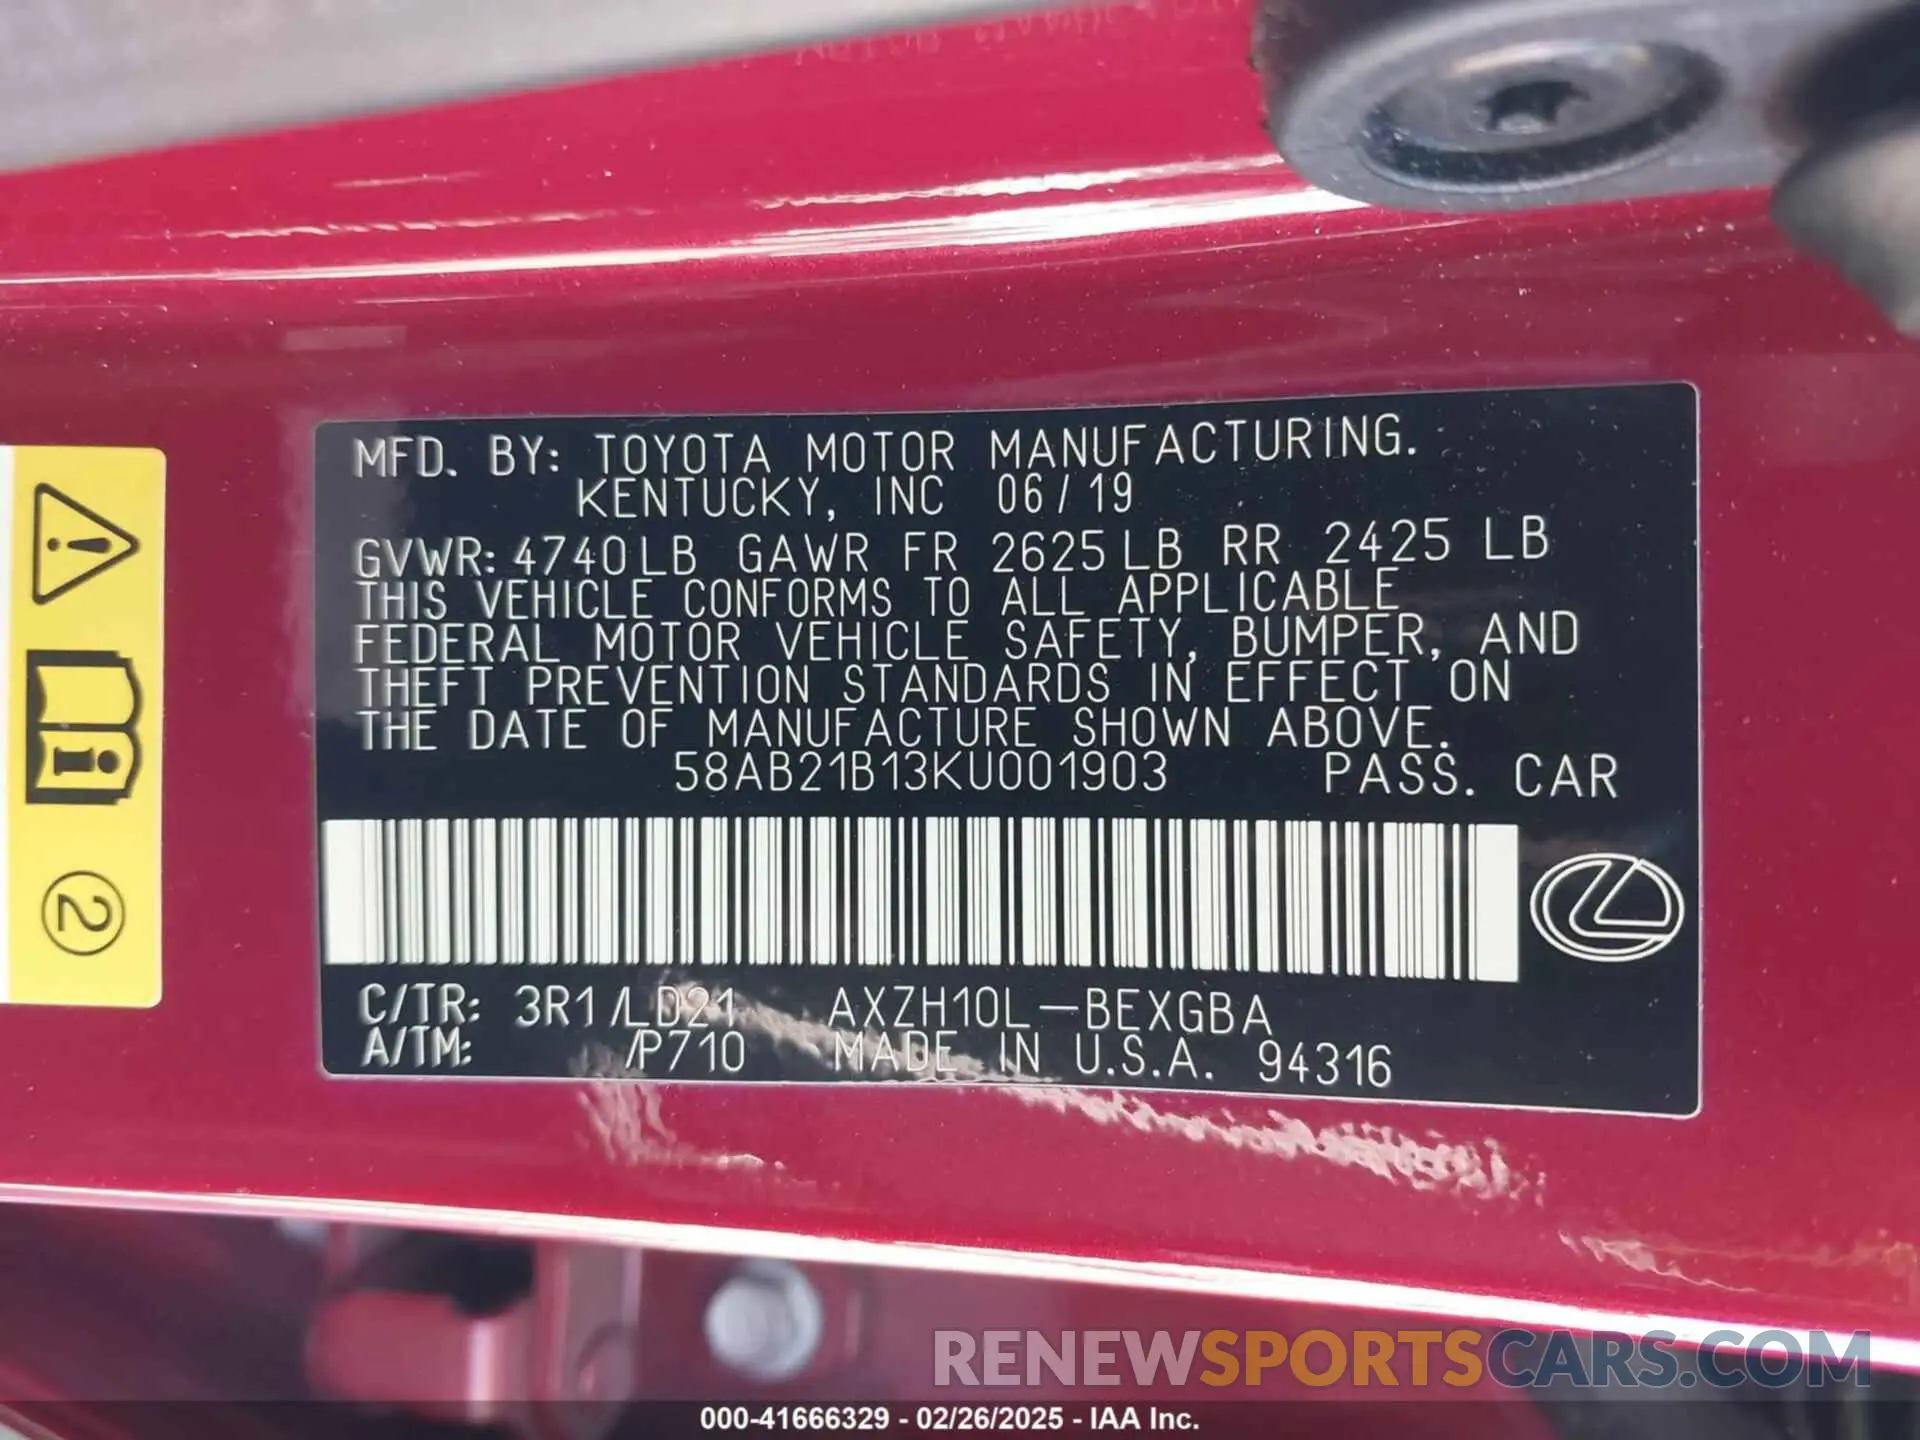 MFD. BY: TOYOTA MOTOR MANUFACTURING.
KENTUCKY, INC 06/19
GVWR: 4740LB GAWR FR 2625LB RR 2425 LB
THIS VEHICLE CONFORMS TO ALL APPLICABLE
FEDERAL MOTOR VEHICLE SAFETY, BUMPER, AND
THEFT PREVENTION STANDARDS IN EFFECT ON
THE DATE OF MANUFACTURE SHOWN ABOVE.
58AB21B13KU001903 PASS. CAR
C/TR: 3R1/LD21 AXZH10L-BEXGBA
A/TM: /P710 MADE IN U.S.A. 94316
2
RENEWSPORTSCARS.COM
000-41666329 - 02/26/2025 - IAA Inc.